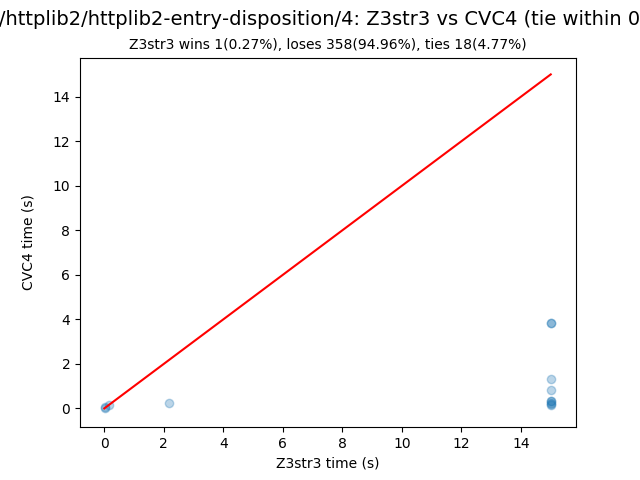 /httplib2/httplib2-entry-disposition/4: Z3str3 vs CVC4 (tie within 0
Z3str3 wins 1(0.27%), loses 358(94.96%), ties 18(4.77%)
14
12
10
8
6
4
2
0
CVC4 time (s)
0 2 4 6 8 10 12 14
Z3str3 time (s)